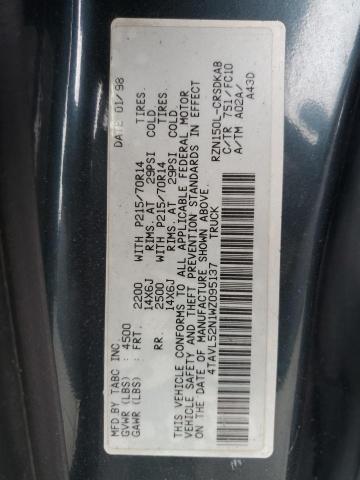 MFD BY TABC INC DATE 01/98
GVWR (LBS) : 4500
GAWR (LBS) : FRT. 2200 WITH P215/70R14 TIRES.
14X6J RIMS. AT 29PSI COLD
RR. 2500 WITH P215/70R14 TIRES.
14X6J RIMS. AT 29PSI COLD
THIS VEHICLE CONFORMS TO ALL APPLICABLE FEDERAL MOTOR
VEHICLE SAFETY AND THEFT PREVENTION STANDARDS IN EFFECT
ON THE DATE OF MANUFACTURE SHOWN ABOVE.
4TAVL52N1WZ095137 TRUCK
RZN150L-CRSDKAB
C/TR 751/FC10
A/TM A02A/
A43D